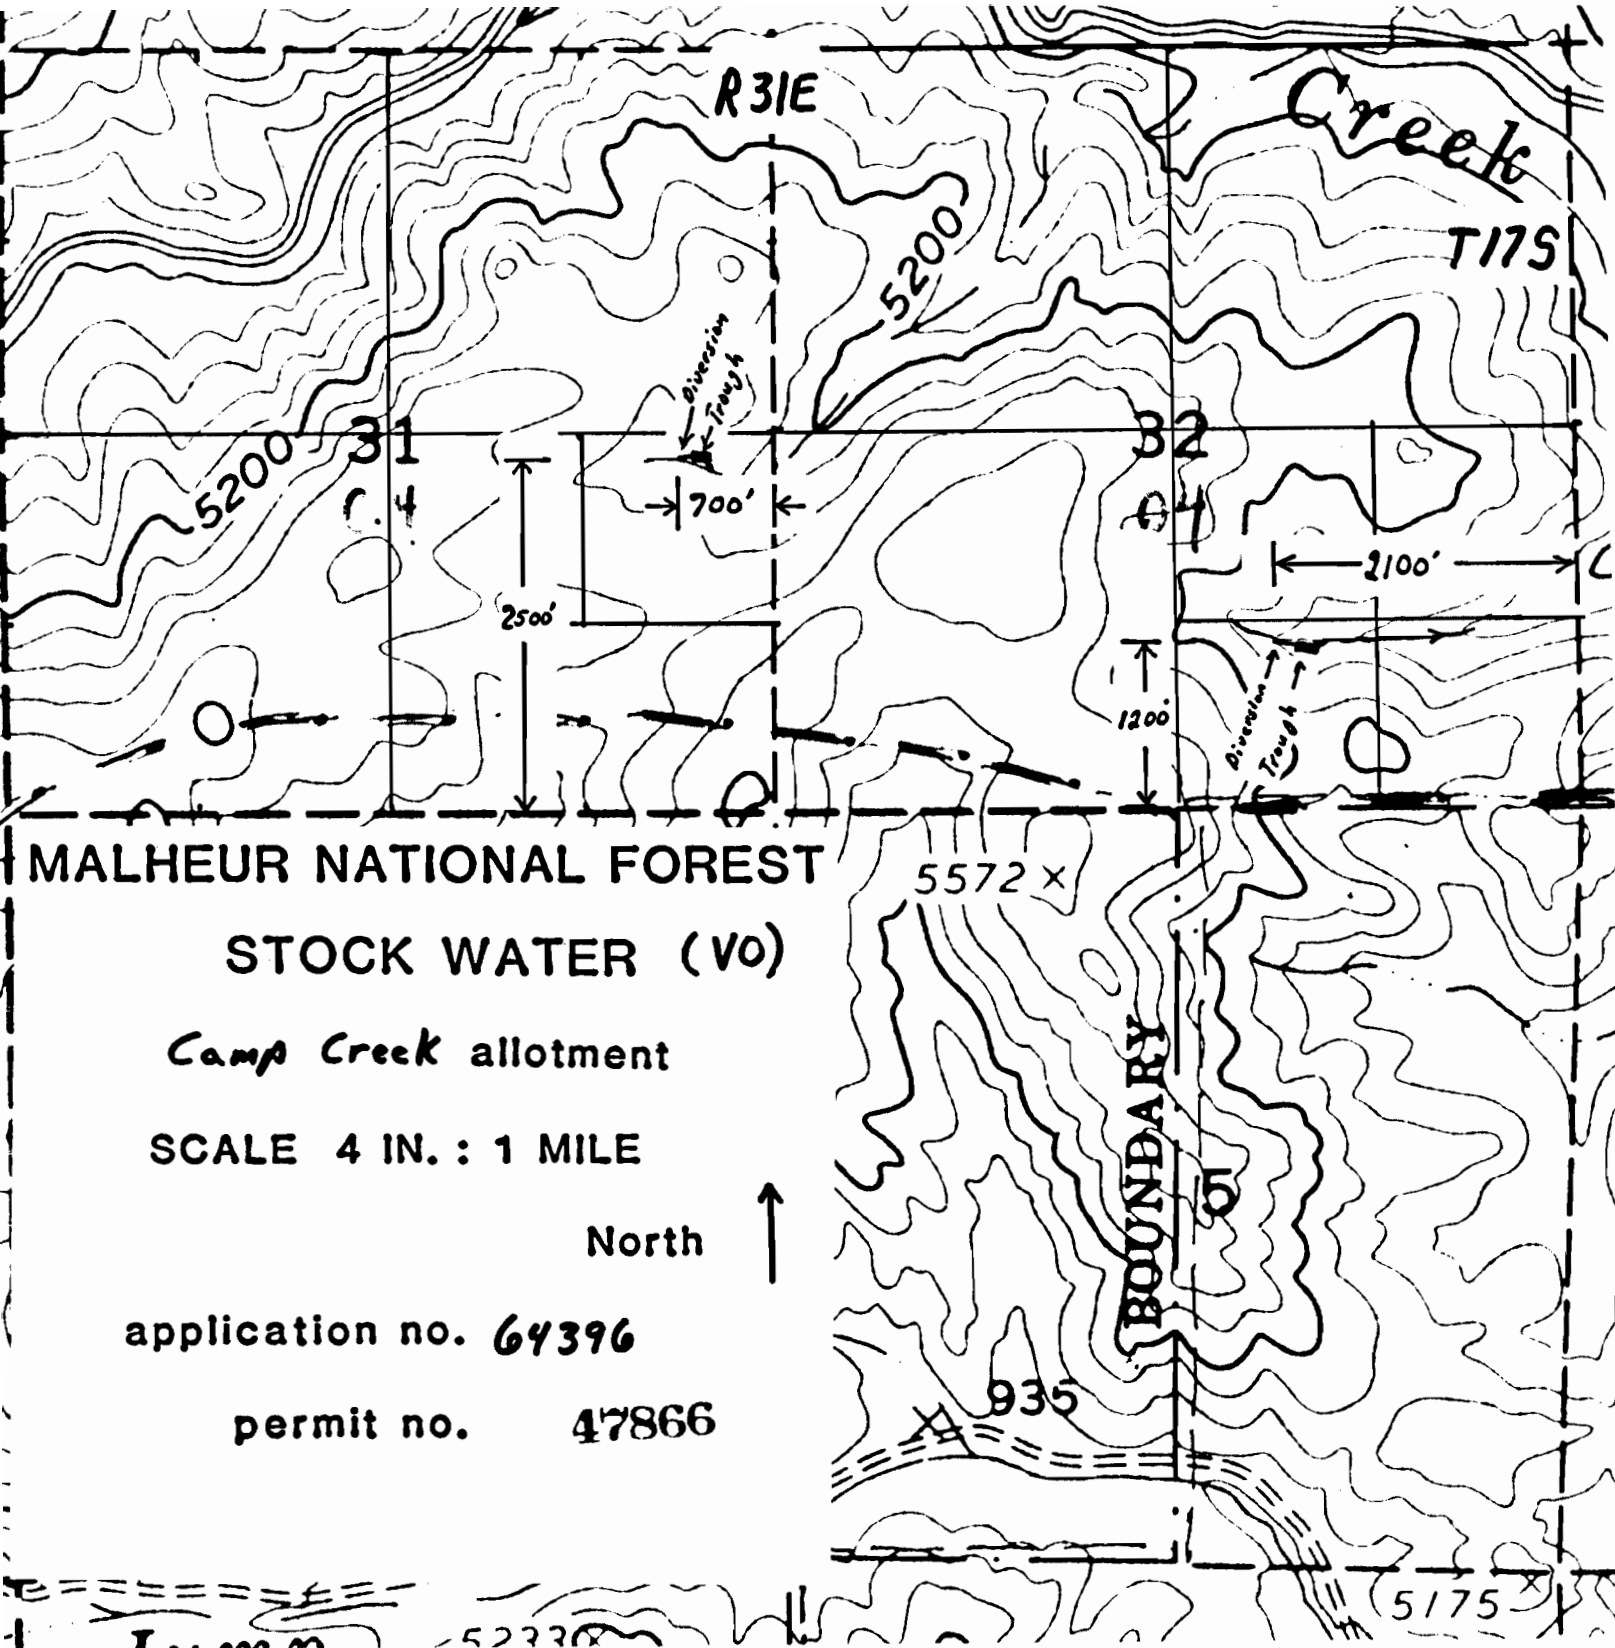 R31E
Creek
T17S
5200
Diversion
Trough
31
32
5200
C.4
04
700'
2100'
2500'
1200'
Diversion
Trough
MALHEUR NATIONAL FOREST
5572 ×
STOCK WATER (VO)
Camp Creek allotment
SCALE 4 IN. : 1 MILE
BOUNDARY
5
North
application no. 64396
935
permit no. 47866
5175 ×